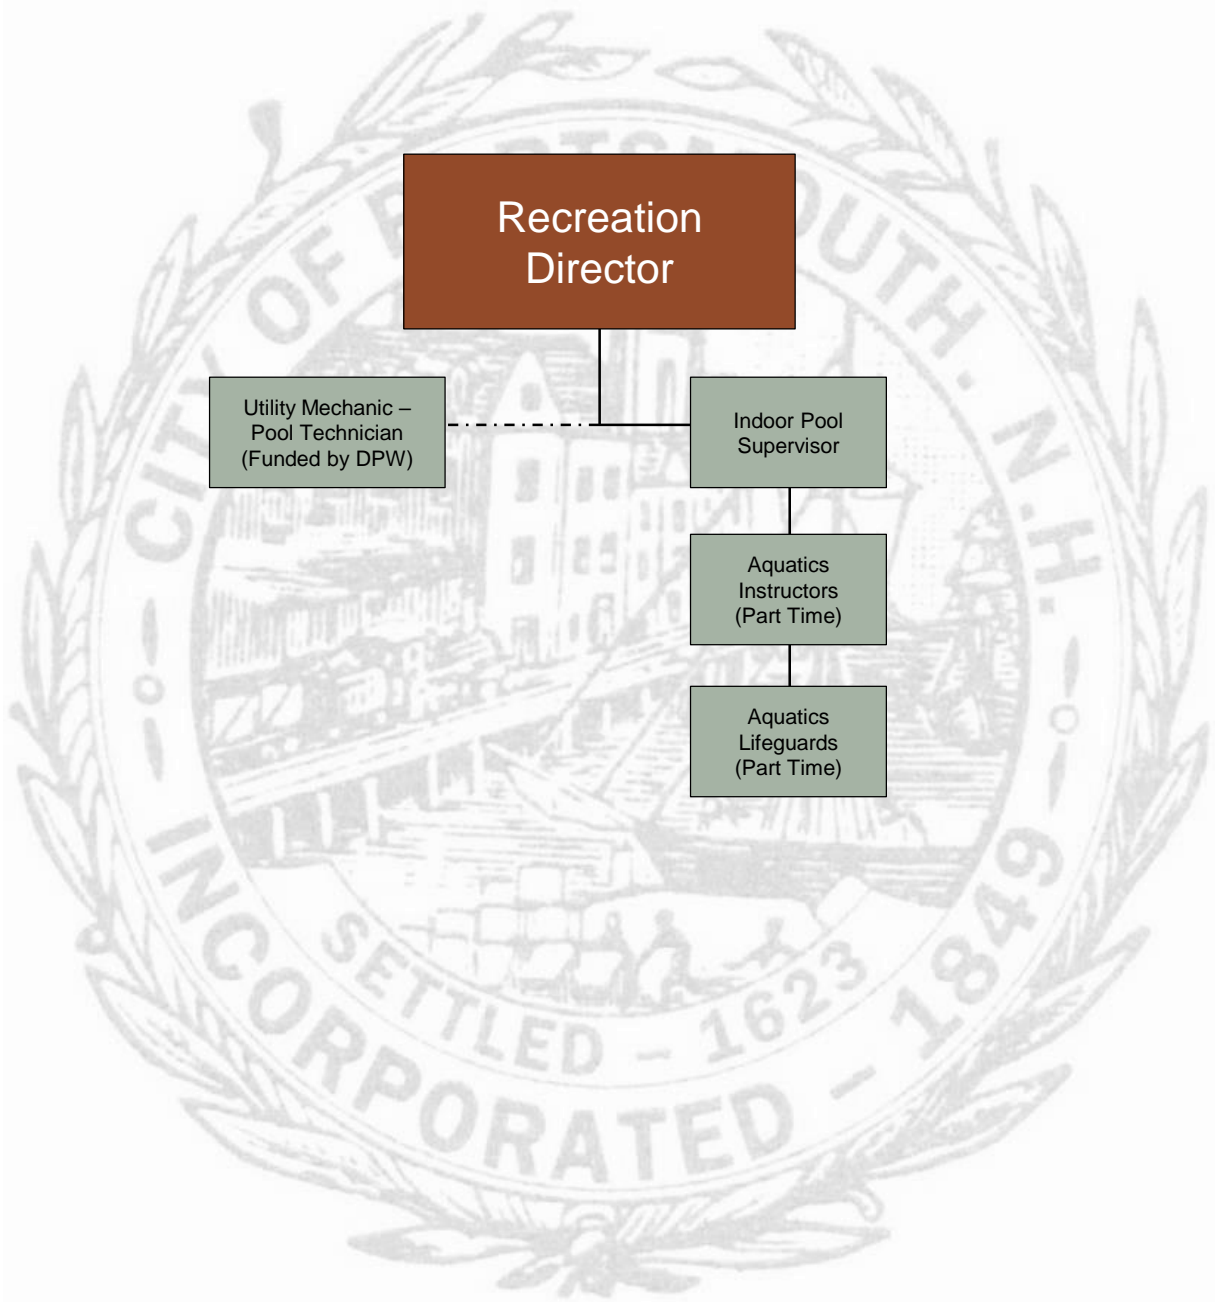 CITY OF PORTSMOUTH, N.H.
Recreation
Director
Utility Mechanic –
Pool Technician
(Funded by DPW)
Indoor Pool
Supervisor
Aquatics
Instructors
(Part Time)
Aquatics
Lifeguards
(Part Time)
SETTLED – 1623
INCORPORATED – 1849